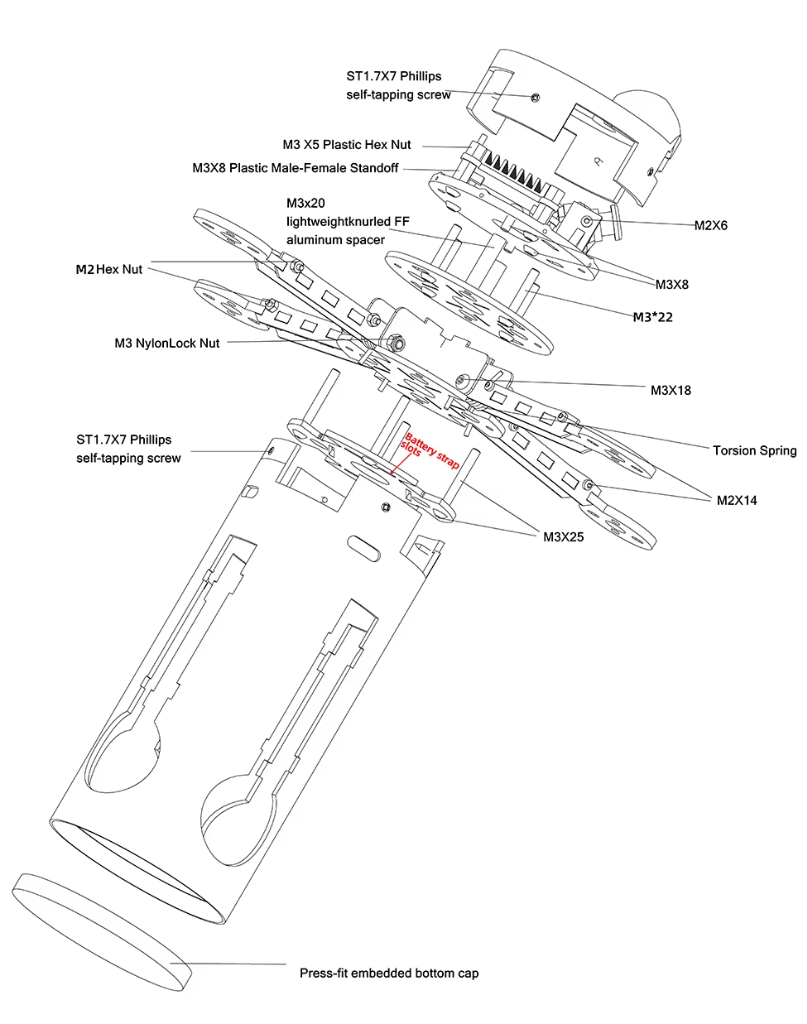 ST1.7X7 Phillips
self-tapping screw
M3 X5 Plastic Hex Nut
M3X8 Plastic Male-Female Standoff
M3x20
lightweightknurled FF
aluminum spacer
M2X6
M2 Hex Nut
M3X8
M3*22
M3 NylonLock Nut
M3X18
ST1.7X7 Phillips
self-tapping screw
Battery strap
slots
Torsion Spring
M2X14
M3X25
Press-fit embedded bottom cap